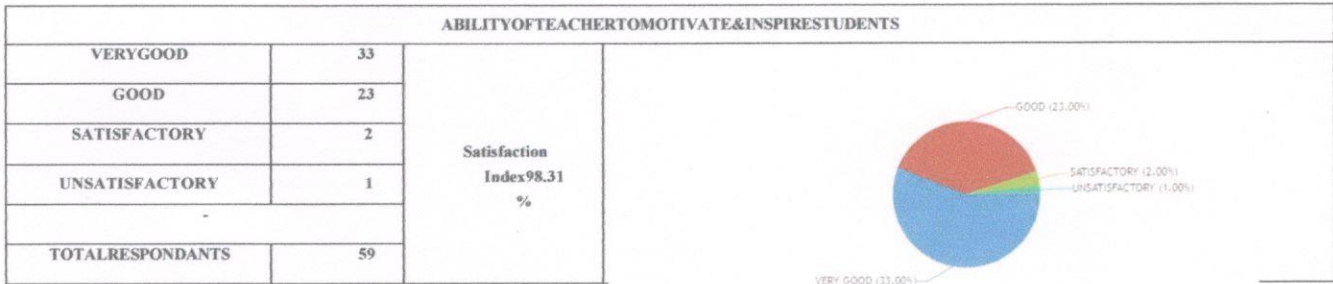 ABILITYOFTEACHERTOMOTIVATE&INSPIRESTUDENTS
VERYGOOD 33
GOOD 23
SATISFACTORY 2
UNSATISFACTORY 1
-
TOTALRESPONDANTS 59
Satisfaction
Index98.31
%
GOOD (23.00%)
SATISFACTORY (2.00%)
UNSATISFACTORY (1.00%)
VERY GOOD (33.00%)